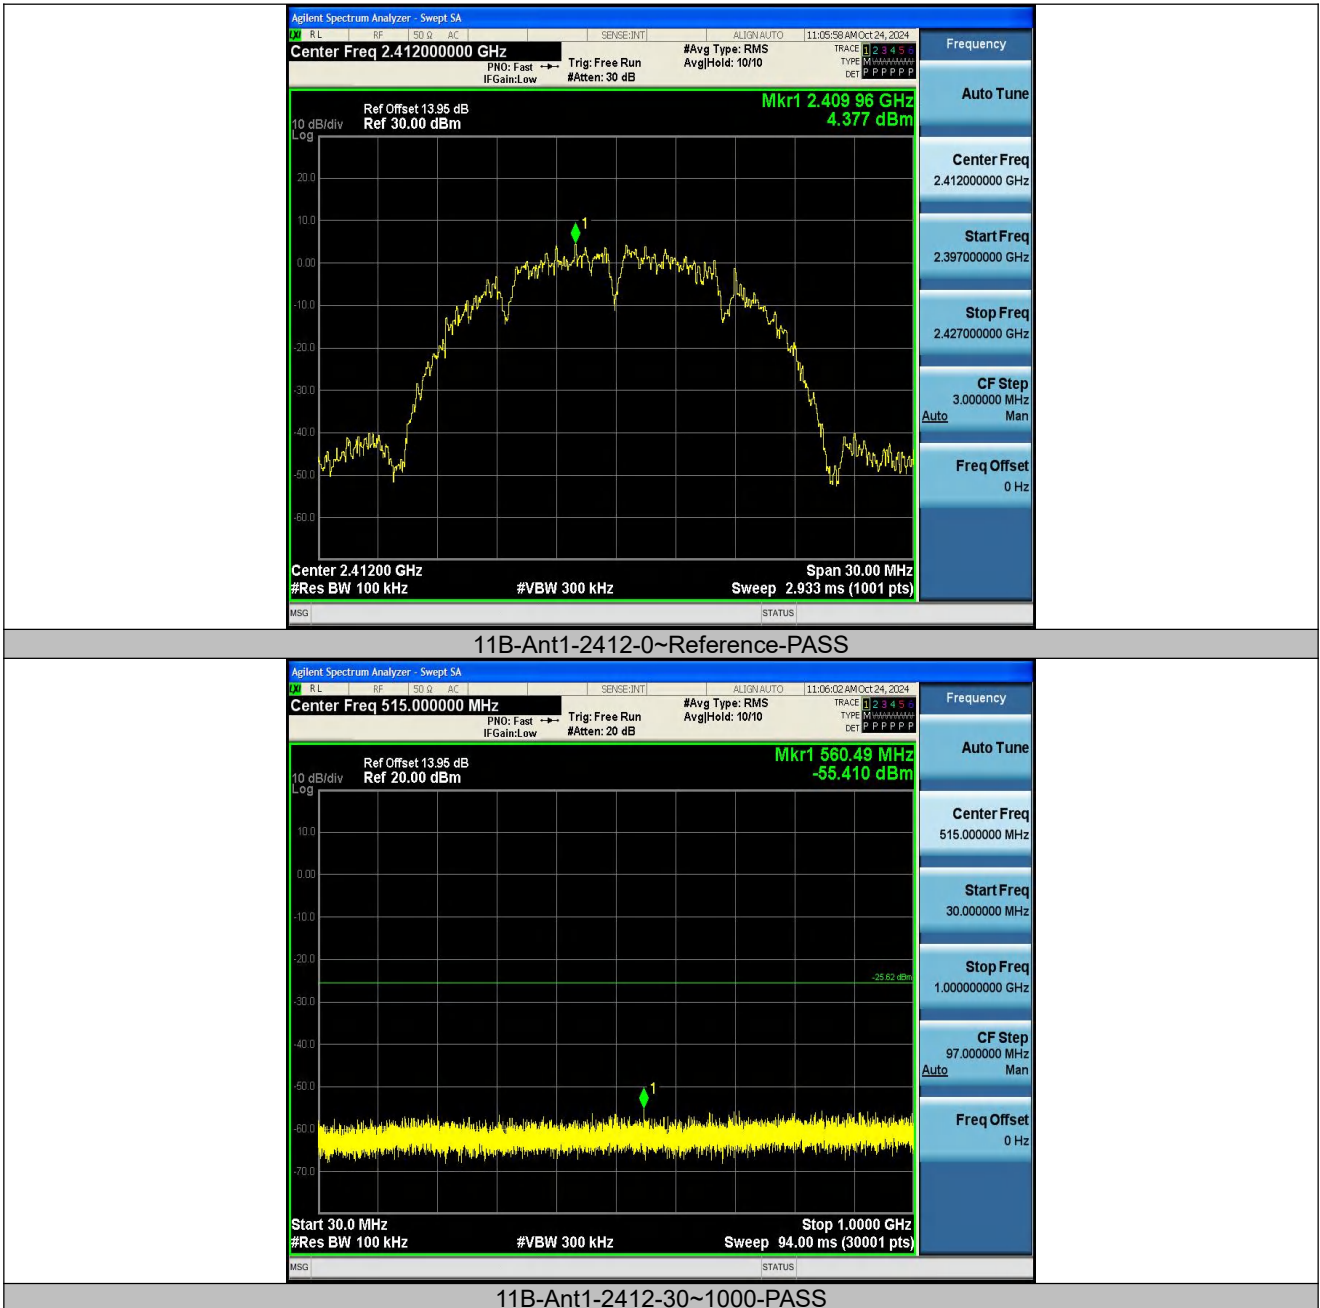 Agilent Spectrum Analyzer - Swept SA
LXI RL RF 50 Ω AC SENSE:INT ALIGN AUTO 11:05:58 AM Oct 24, 2024
Center Freq 2.412000000 GHz
PNO: Fast
IFGain:Low
Trig: Free Run
#Atten: 30 dB
#Avg Type: RMS
Avg|Hold: 10/10
TRACE 1 2 3 4 5 6
TYPE M WWWWW
DET P P P P P P
Mkr1 2.409 96 GHz
4.377 dBm
Ref Offset 13.95 dB
10 dB/div Ref 30.00 dBm
Log
20.0
10.0
0.00
-10.0
-20.0
-30.0
-40.0
-50.0
-60.0
1
Center 2.41200 GHz
Span 30.00 MHz
#Res BW 100 kHz
#VBW 300 kHz
Sweep 2.933 ms (1001 pts)
MSG
STATUS
Frequency
Auto Tune
Center Freq
2.412000000 GHz
Start Freq
2.397000000 GHz
Stop Freq
2.427000000 GHz
CF Step
3.000000 MHz
Auto Man
Freq Offset
0 Hz
11B-Ant1-2412-0~Reference-PASS
Agilent Spectrum Analyzer - Swept SA
LXI RL RF 50 Ω AC SENSE:INT ALIGN AUTO 11:06:02 AM Oct 24, 2024
Center Freq 515.000000 MHz
PNO: Fast
IFGain:Low
Trig: Free Run
#Atten: 20 dB
#Avg Type: RMS
Avg|Hold: 10/10
TRACE 1 2 3 4 5 6
TYPE M WWWWW
DET P P P P P P
Mkr1 560.49 MHz
-55.410 dBm
Ref Offset 13.95 dB
10 dB/div Ref 20.00 dBm
Log
10.0
0.00
-10.0
-20.0
-30.0
-40.0
-50.0
-60.0
-70.0
-25.62 dBm
1
Start 30.0 MHz
Stop 1.0000 GHz
#Res BW 100 kHz
#VBW 300 kHz
Sweep 94.00 ms (30001 pts)
MSG
STATUS
Frequency
Auto Tune
Center Freq
515.000000 MHz
Start Freq
30.000000 MHz
Stop Freq
1.000000000 GHz
CF Step
97.000000 MHz
Auto Man
Freq Offset
0 Hz
11B-Ant1-2412-30~1000-PASS